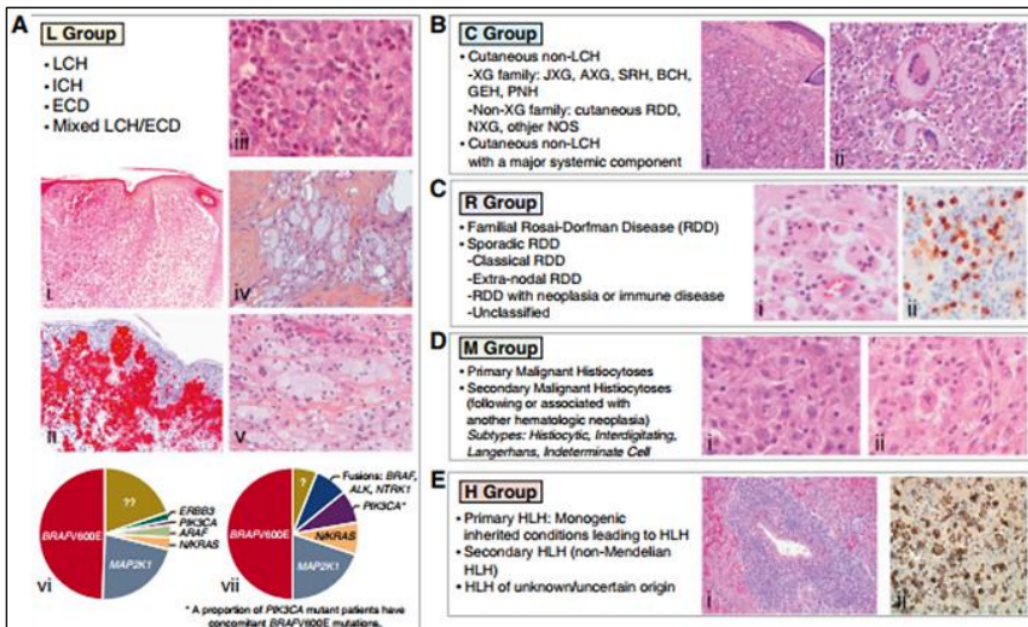 A
L Group
• LCH
• ICH
• ECD
• Mixed LCH/ECD
iii
i
iv
ii
v
BRAFV600E
??
ERBB3
PIK3CA
ARAF
N/KRAS
MAP2K1
vi
BRAFV600E
?
Fusions: BRAF,
ALK, NTRK1
PIK3CA*
N/KRAS
MAP2K1
vii
* A proportion of PIK3CA mutant patients have
concomitant BRAFV600E mutations.
B
C Group
• Cutaneous non-LCH
-XG family: JXG, AXG, SRH, BCH,
GEH, PNH
-Non-XG family: cutaneous RDD,
NXG, othjer NOS
• Cutaneous non-LCH
with a major systemic component
i
ii
C
R Group
• Familial Rosai-Dorfman Disease (RDD)
• Sporadic RDD
-Classical RDD
-Extra-nodal RDD
-RDD with neoplasia or immune disease
-Unclassified
i
ii
D
M Group
• Primary Malignant Histiocytoses
• Secondary Malignant Histiocytoses
(following or associated with
another hematologic neoplasia)
Subtypes: Histiocytic, Interdigitating,
Langerhans, Indeterminate Cell
i
ii
E
H Group
• Primary HLH: Monogenic
inherited conditions leading to HLH
• Secondary HLH (non-Mendelian
HLH)
• HLH of unknown/uncertain origin
i
ii